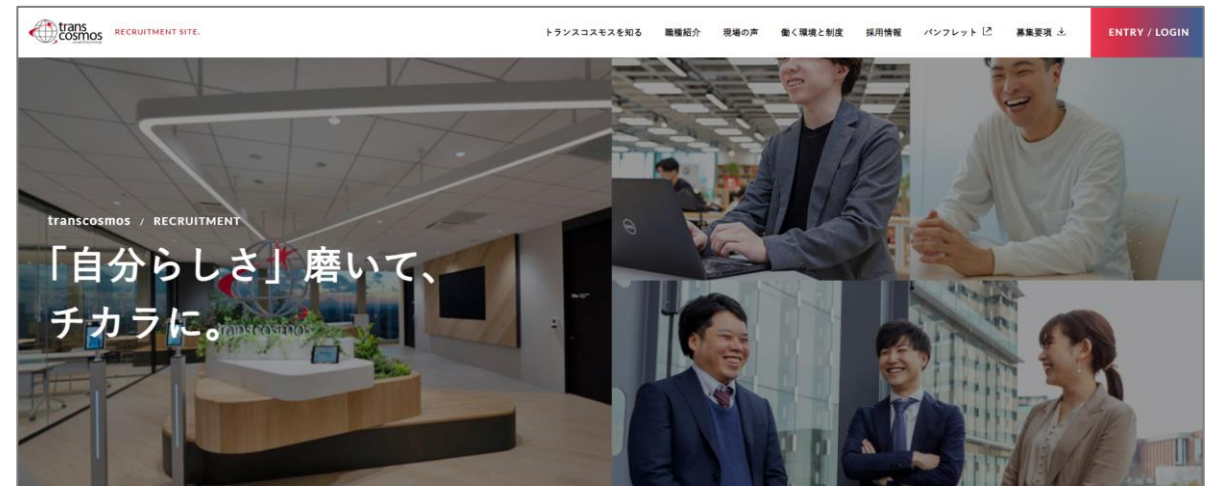 trans
cosmos
RECRUITMENT SITE.
トランスコスモスを知る
職種紹介
現場の声
働く環境と制度
採用情報
パンフレット
募集要項
ENTRY / LOGIN
transcosmos / RECRUITMENT
「自分らしさ」磨いて、
チカラに。
transcosmos
DELL